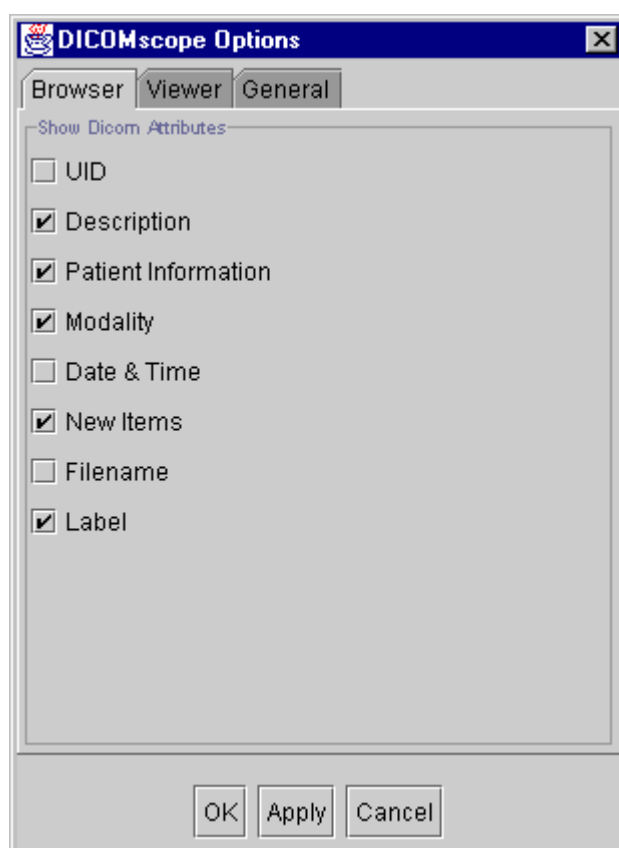 DICOMscope Options
Browser Viewer General
Show Dicom Attributes
UID
Description
Patient Information
Modality
Date & Time
New Items
Filename
Label
OK Apply Cancel